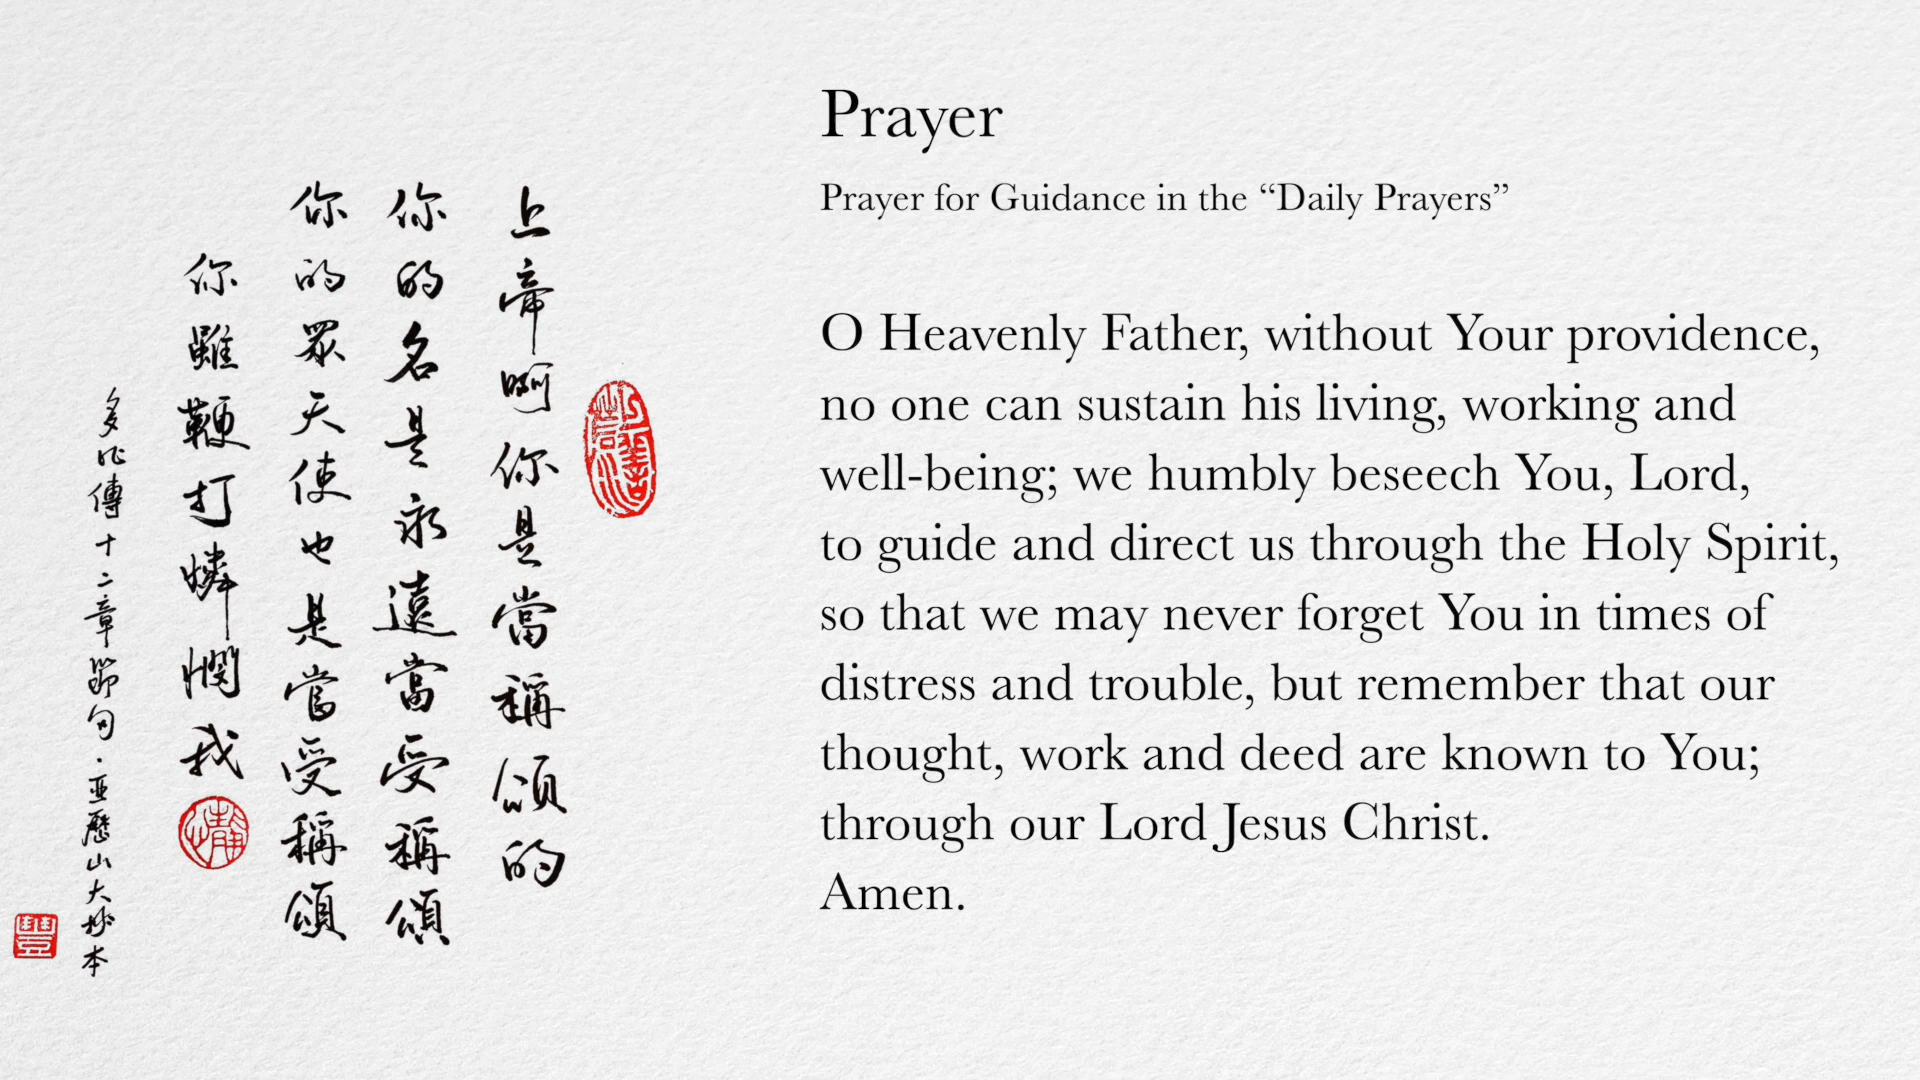 上帝啊你是當稱頌的
你的名是永遠當受稱頌
你的眾天使也是當受稱頌
你雖鞭打憐憫我
多比傳十二章節句·亞歷山大抄本
Prayer
Prayer for Guidance in the “Daily Prayers”
O Heavenly Father, without Your providence,
no one can sustain his living, working and
well-being; we humbly beseech You, Lord,
to guide and direct us through the Holy Spirit,
so that we may never forget You in times of
distress and trouble, but remember that our
thought, work and deed are known to You;
through our Lord Jesus Christ.
Amen.